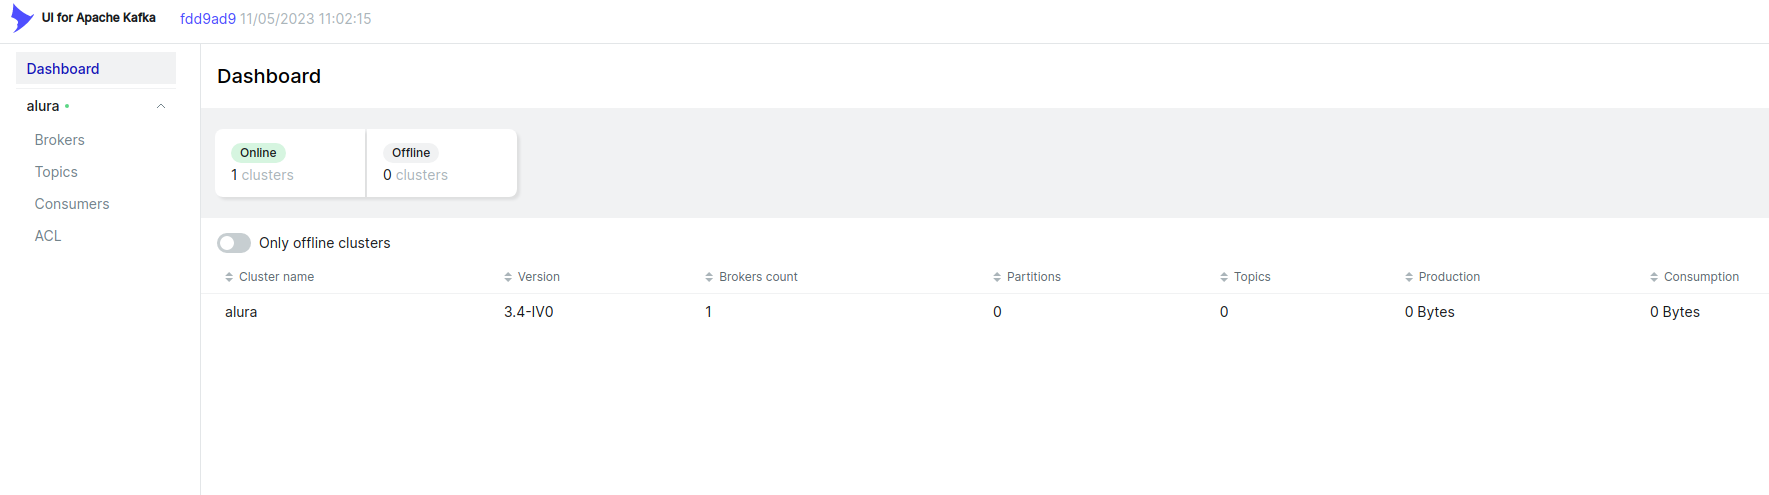 UI for Apache Kafka fdd9ad9 11/05/2023 11:02:15
Dashboard
alura
Brokers
Topics
Consumers
ACL
Dashboard
Online
1 clusters
Offline
0 clusters
Only offline clusters
Cluster name Version Brokers count Partitions Topics Production Consumption
alura 3.4-IV0 1 0 0 0 Bytes 0 Bytes